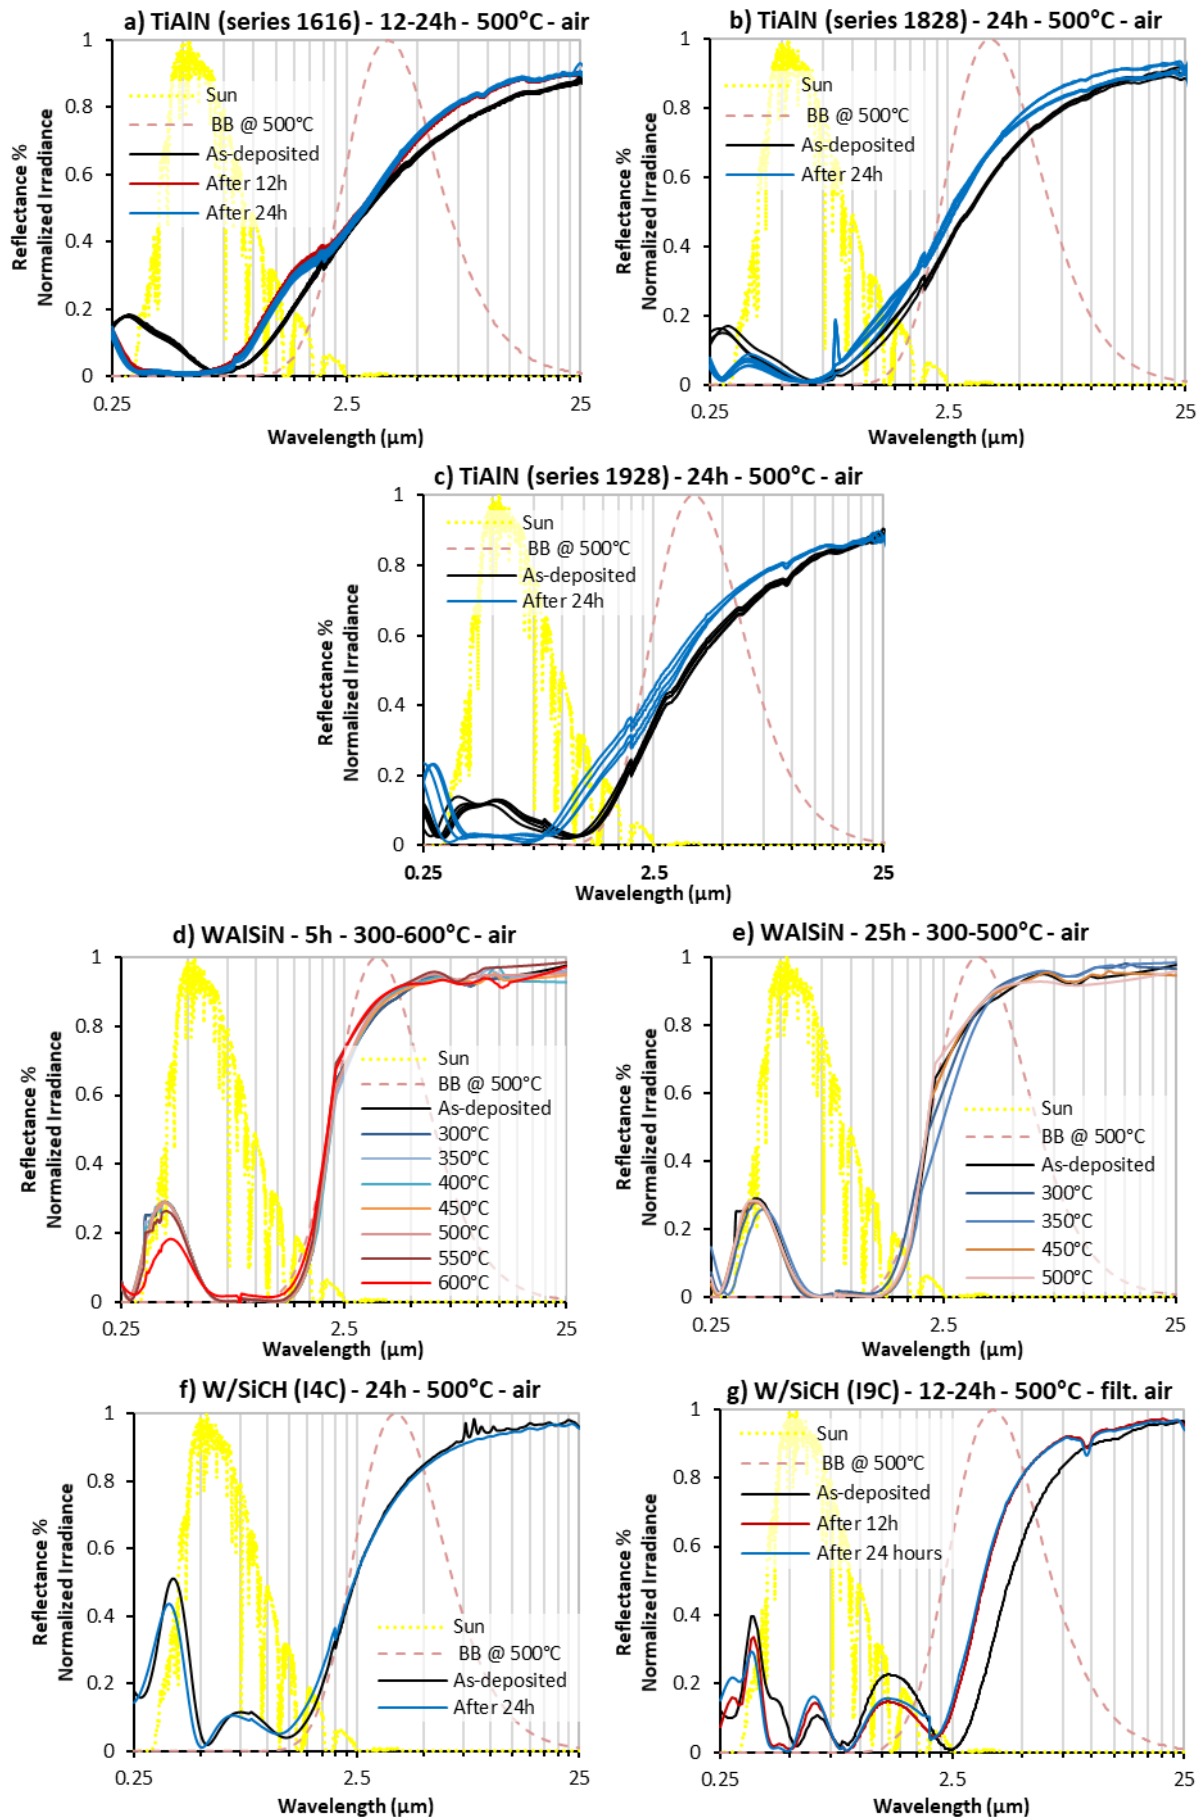 a) TiAlN (series 1616) - 12-24h - 500°C - air
1
0.8
0.6
0.4
0.2
0
Reflectance %
Normalized Irradiance
Sun
BB @ 500°C
As-deposited
After 12h
After 24h
0.25
2.5
25
Wavelength (µm)
b) TiAlN (series 1828) - 24h - 500°C - air
1
0.8
0.6
0.4
0.2
0
Reflectance %
Normalized Irradiance
Sun
BB @ 500°C
As-deposited
After 24h
0.25
2.5
25
Wavelength (µm)
c) TiAlN (series 1928) - 24h - 500°C - air
1
0.8
0.6
0.4
0.2
0
Reflectance %
Normalized Irradiance
Sun
BB @ 500°C
As-deposited
After 24h
0.25
2.5
25
Wavelength (µm)
d) WAlSiN - 5h - 300-600°C - air
1
0.8
0.6
0.4
0.2
0
Reflectance %
Normalized Irradiance
Sun
BB @ 500°C
As-deposited
300°C
350°C
400°C
450°C
500°C
550°C
600°C
0.25
2.5
25
Wavelength (µm)
e) WAlSiN - 25h - 300-500°C - air
1
0.8
0.6
0.4
0.2
0
Reflectance %
Normalized Irradiance
Sun
BB @ 500°C
As-deposited
300°C
350°C
450°C
500°C
0.25
2.5
25
Wavelength (µm)
f) W/SiCH (I4C) - 24h - 500°C - air
1
0.8
0.6
0.4
0.2
0
Reflectance %
Normalized Irradiance
Sun
BB @ 500°C
As-deposited
After 24h
0.25
2.5
25
Wavelength (µm)
g) W/SiCH (I9C) - 12-24h - 500°C - filt. air
1
0.8
0.6
0.4
0.2
0
Reflectance %
Normalized Irradiance
Sun
BB @ 500°C
As-deposited
After 12h
After 24 hours
0.25
2.5
25
Wavelength (µm)